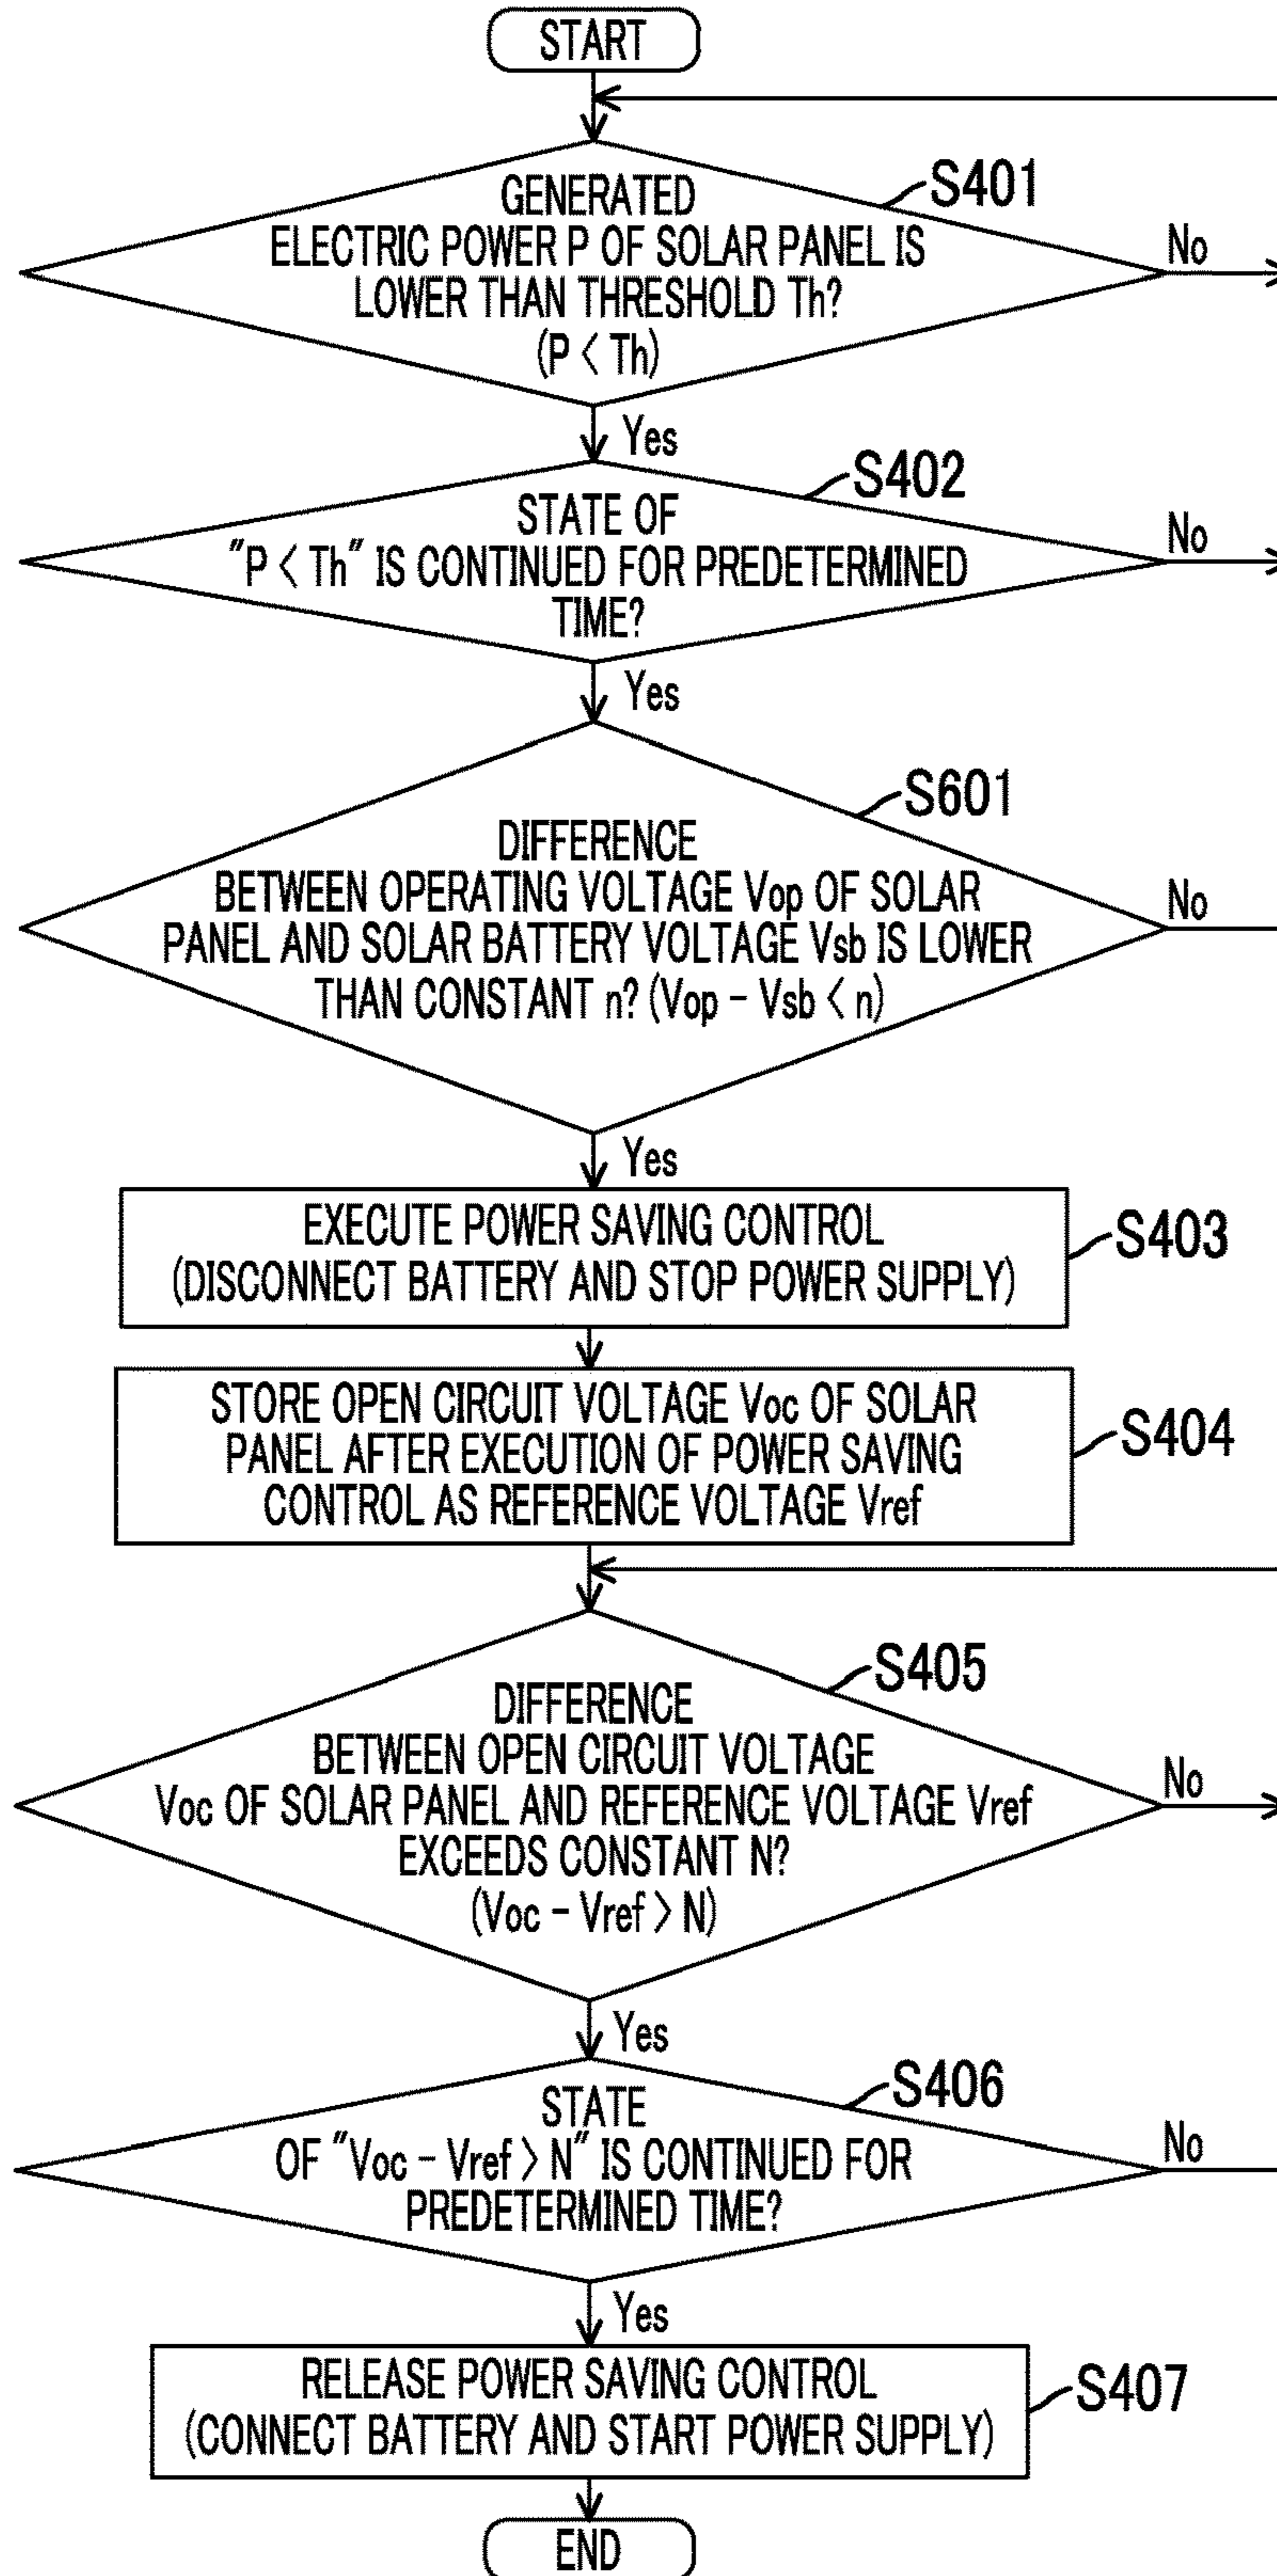 START
S401
GENERATED
ELECTRIC POWER P OF SOLAR PANEL IS
LOWER THAN THRESHOLD Th?
(P < Th)
No
Yes
S402
STATE OF
"P < Th" IS CONTINUED FOR PREDETERMINED
TIME?
No
Yes
S601
DIFFERENCE
BETWEEN OPERATING VOLTAGE Vop OF SOLAR
PANEL AND SOLAR BATTERY VOLTAGE Vsb IS LOWER
THAN CONSTANT n? (Vop - Vsb < n)
No
Yes
EXECUTE POWER SAVING CONTROL
(DISCONNECT BATTERY AND STOP POWER SUPPLY)
S403
STORE OPEN CIRCUIT VOLTAGE Voc OF SOLAR
PANEL AFTER EXECUTION OF POWER SAVING
CONTROL AS REFERENCE VOLTAGE Vref
S404
S405
DIFFERENCE
BETWEEN OPEN CIRCUIT VOLTAGE
Voc OF SOLAR PANEL AND REFERENCE VOLTAGE Vref
EXCEEDS CONSTANT N?
(Voc - Vref > N)
No
Yes
S406
STATE
OF "Voc - Vref > N" IS CONTINUED FOR
PREDETERMINED TIME?
No
Yes
RELEASE POWER SAVING CONTROL
(CONNECT BATTERY AND START POWER SUPPLY)
S407
END